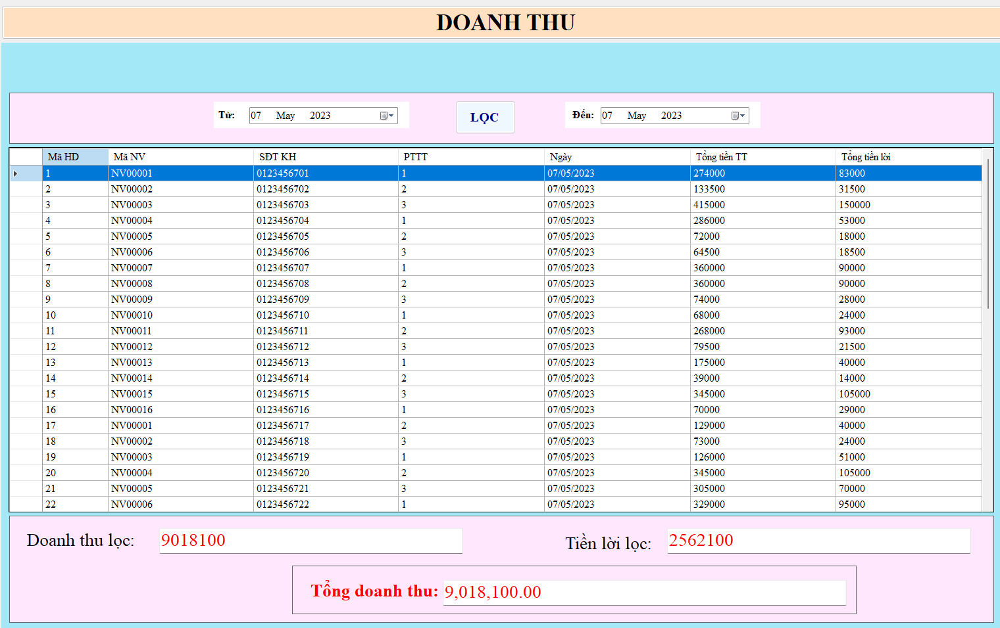 DOANH THU
Từ: 07 May 2023 LỌC Đến: 07 May 2023
Mã HD Mã NV SĐT KH PTTT Ngày Tổng tiền TT Tổng tiền lời
1 NV00001 0123456701 1 07/05/2023 274000 83000
2 NV00002 0123456702 2 07/05/2023 133500 31500
3 NV00003 0123456703 3 07/05/2023 415000 150000
4 NV00004 0123456704 1 07/05/2023 286000 53000
5 NV00005 0123456705 2 07/05/2023 72000 18000
6 NV00006 0123456706 3 07/05/2023 64500 18500
7 NV00007 0123456707 1 07/05/2023 360000 90000
8 NV00008 0123456708 2 07/05/2023 360000 90000
9 NV00009 0123456709 3 07/05/2023 74000 28000
10 NV00010 0123456710 1 07/05/2023 68000 24000
11 NV00011 0123456711 2 07/05/2023 268000 93000
12 NV00012 0123456712 3 07/05/2023 79500 21500
13 NV00013 0123456713 1 07/05/2023 175000 40000
14 NV00014 0123456714 2 07/05/2023 39000 14000
15 NV00015 0123456715 3 07/05/2023 345000 105000
16 NV00016 0123456716 1 07/05/2023 70000 29000
17 NV00001 0123456717 2 07/05/2023 129000 40000
18 NV00002 0123456718 3 07/05/2023 73000 24000
19 NV00003 0123456719 1 07/05/2023 126000 51000
20 NV00004 0123456720 2 07/05/2023 345000 105000
21 NV00005 0123456721 3 07/05/2023 305000 70000
22 NV00006 0123456722 1 07/05/2023 329000 95000
Doanh thu lọc: 9018100 Tiền lời lọc: 2562100
Tổng doanh thu: 9,018,100.00